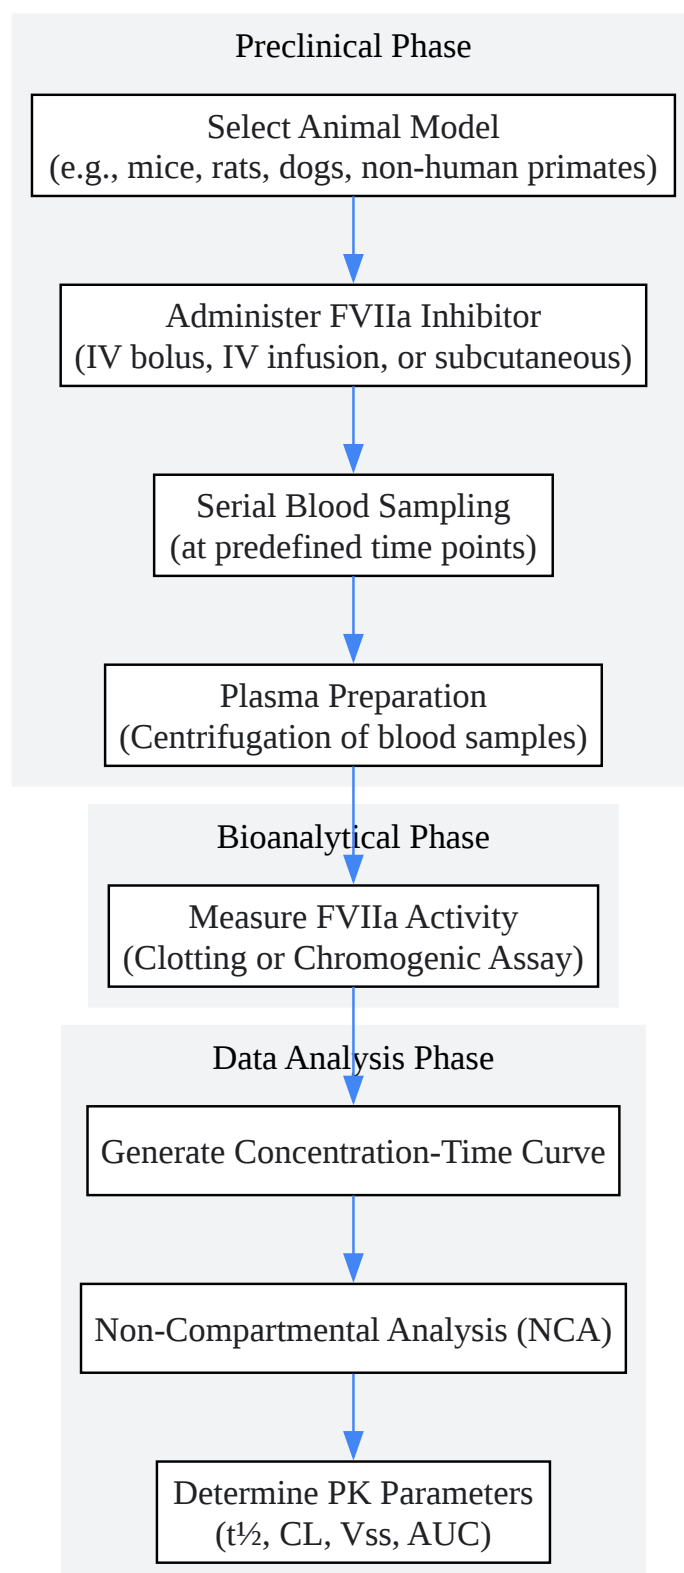 Preclinical Phase
Select Animal Model
(e.g., mice, rats, dogs, non-human primates)
Administer FVIIa Inhibitor
(IV bolus, IV infusion, or subcutaneous)
Serial Blood Sampling
(at predefined time points)
Plasma Preparation
(Centrifugation of blood samples)
Bioanalytical Phase
Measure FVIIa Activity
(Clotting or Chromogenic Assay)
Data Analysis Phase
Generate Concentration-Time Curve
Non-Compartmental Analysis (NCA)
Determine PK Parameters
(t½, CL, Vss, AUC)